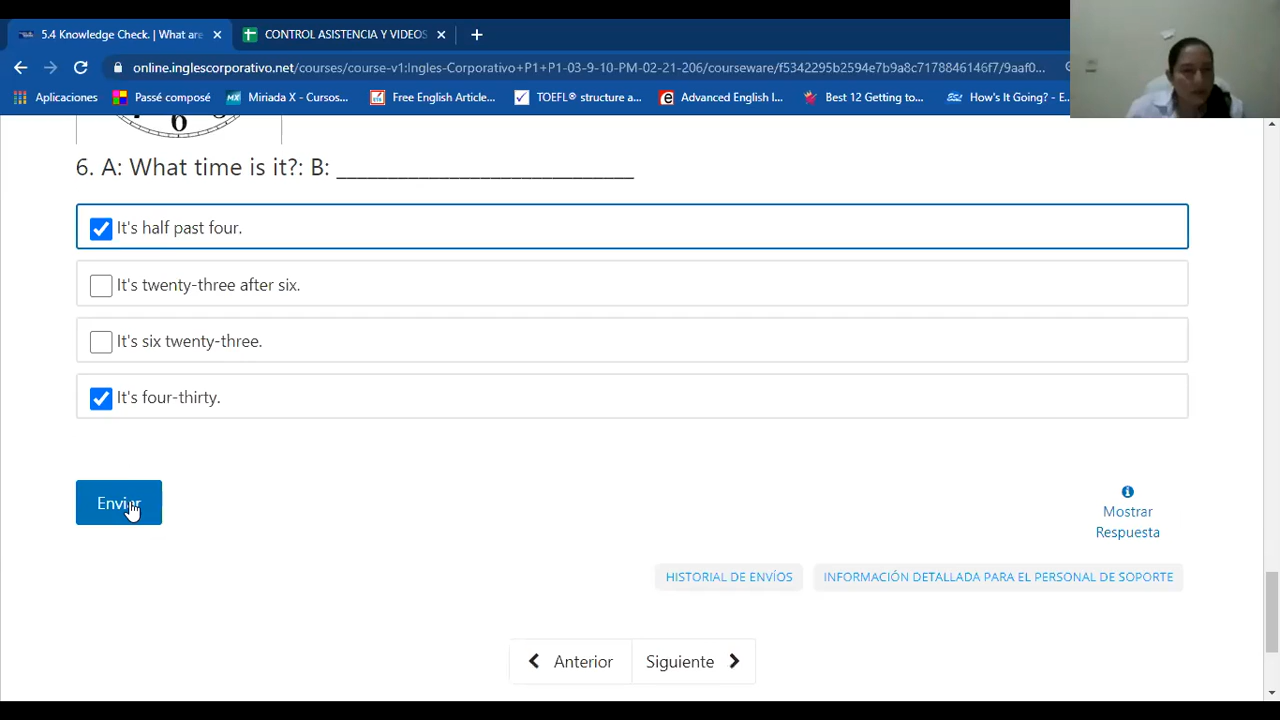 5.4 Knowledge Check. | What are
CONTROL ASISTENCIA Y VIDEOS
online.inglescorporativo.net/courses/course-v1:Ingles-Corporativo+P1+P1-03-9-10-PM-02-21-206/courseware/f5342295b2594e7b9a8c7178846146f7/9aaf0...
Aplicaciones
Passé composé
Miriada X - Cursos...
Free English Article...
TOEFL® structure a...
Advanced English l...
Best 12 Getting to...
How's It Going? - E...
6
6. A: What time is it?: B: ___________________________
It's half past four.
It's twenty-three after six.
It's six twenty-three.
It's four-thirty.
Enviar
Mostrar
Respuesta
HISTORIAL DE ENVÍOS
INFORMACIÓN DETALLADA PARA EL PERSONAL DE SOPORTE
Anterior
Siguiente